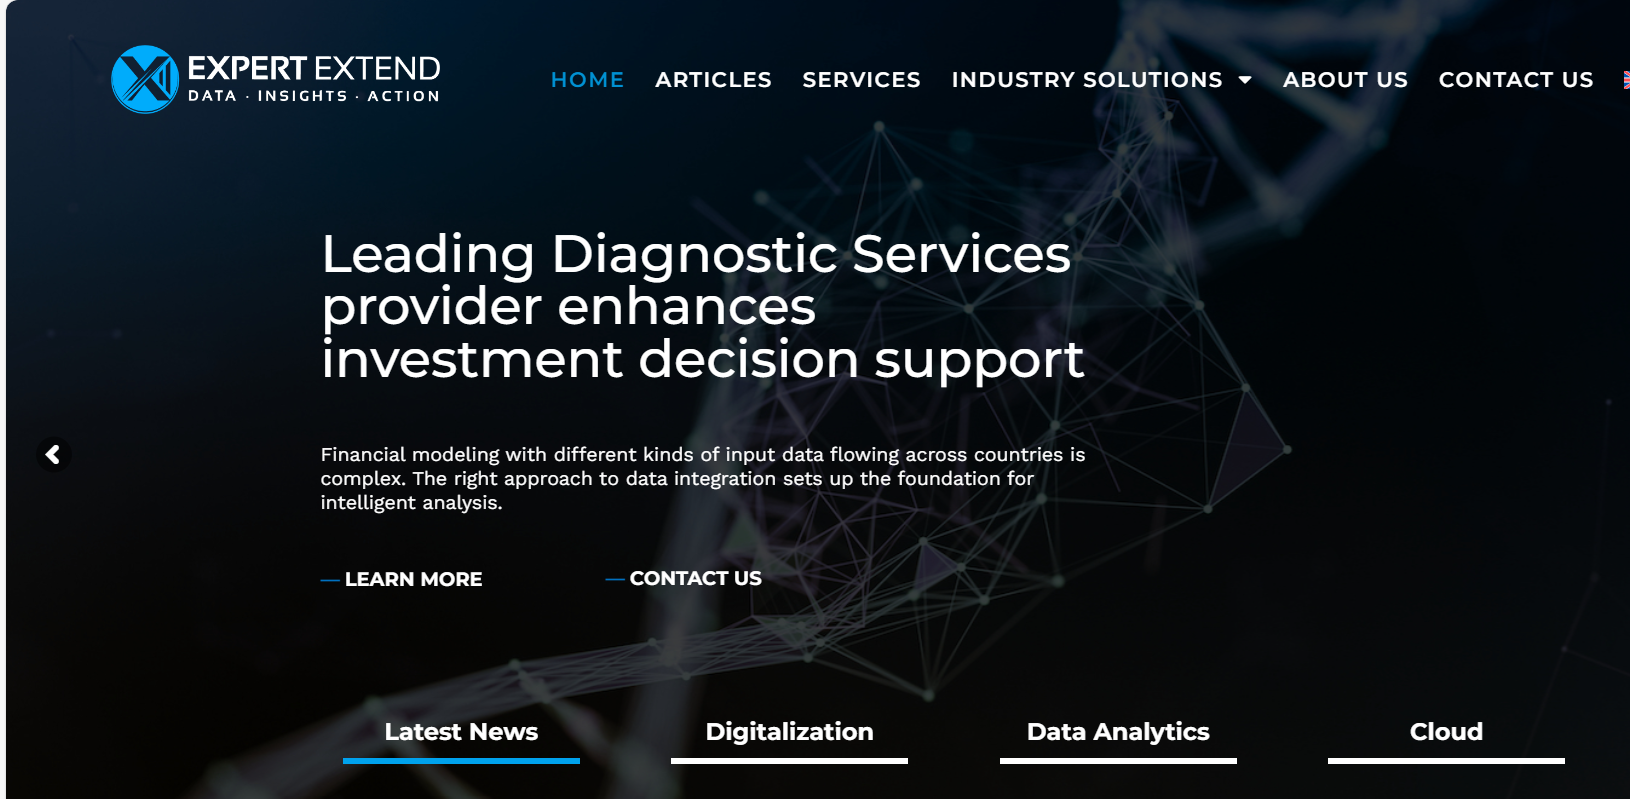 EXPERT EXTEND
DATA · INSIGHTS · ACTION
HOME
ARTICLES
SERVICES
INDUSTRY SOLUTIONS
ABOUT US
CONTACT US
Leading Diagnostic Services
provider enhances
investment decision support
Financial modeling with different kinds of input data flowing across countries is
complex. The right approach to data integration sets up the foundation for
intelligent analysis.
— LEARN MORE
— CONTACT US
Latest News
Digitalization
Data Analytics
Cloud